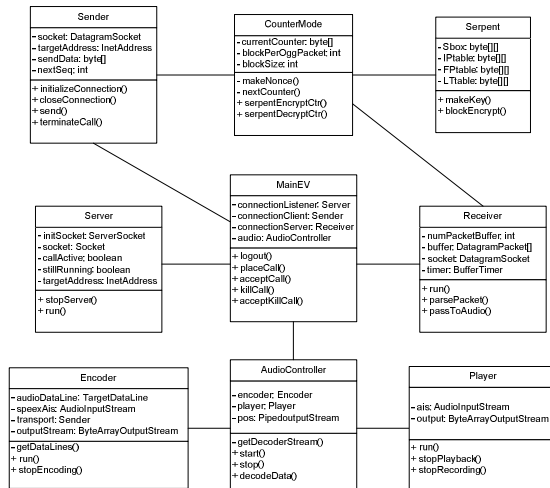 Sender
- socket: DatagramSocket
- targetAddress: InetAddress
- sendData: byte[]
- nextSeq: int
+ initializeConnection()
+ closeConnection()
+ send()
+ terminateCall()
CounterMode
- currentCounter: byte[]
- blockPerOggPacket: int
- blockSize: int
- makeNonce()
- nextCounter()
+ serpentEncryptCtr()
+ serpentDecryptCtr()
Serpent
- Sbox: byte[][]
- IPtable: byte[][]
- FPtable: byte[][]
- LTtable: byte[][]
+ makeKey()
+ blockEncrypt()
Server
- initSocket: ServerSocket
- socket: Socket
- callActive: boolean
- stillRunning: boolean
- targetAddress: InetAddress
+ stopServer()
+ run()
MainEV
- connectionListener: Server
- connectionClient: Sender
- connectionServer: Receiver
- audio: AudioController
+ logout()
+ placeCall()
+ acceptCall()
+ killCall()
+ acceptKillCall()
Receiver
- numPacketBuffer: int
- buffer: DatagramPacket[]
- socket: DatagramSocket
- timer: BufferTimer
+ run()
+ parsePacket()
+ passToAudio()
Encoder
- audioDataLine: TargetDataLine
- speexAis: AudioInputStream
- transport: Sender
- outputStream: ByteArrayOutputStream
- getDataLines()
+ run()
+ stopEncoding()
AudioController
- encoder: Encoder
- player: Player
- pos: PipedoutputStream
- getDecoderStream()
+ start()
+ stop()
+ decodeData()
Player
- ais: AudioInputStream
- output: ByteArrayOutputStream
+ run()
+ stopPlayback()
+ stopRecording()